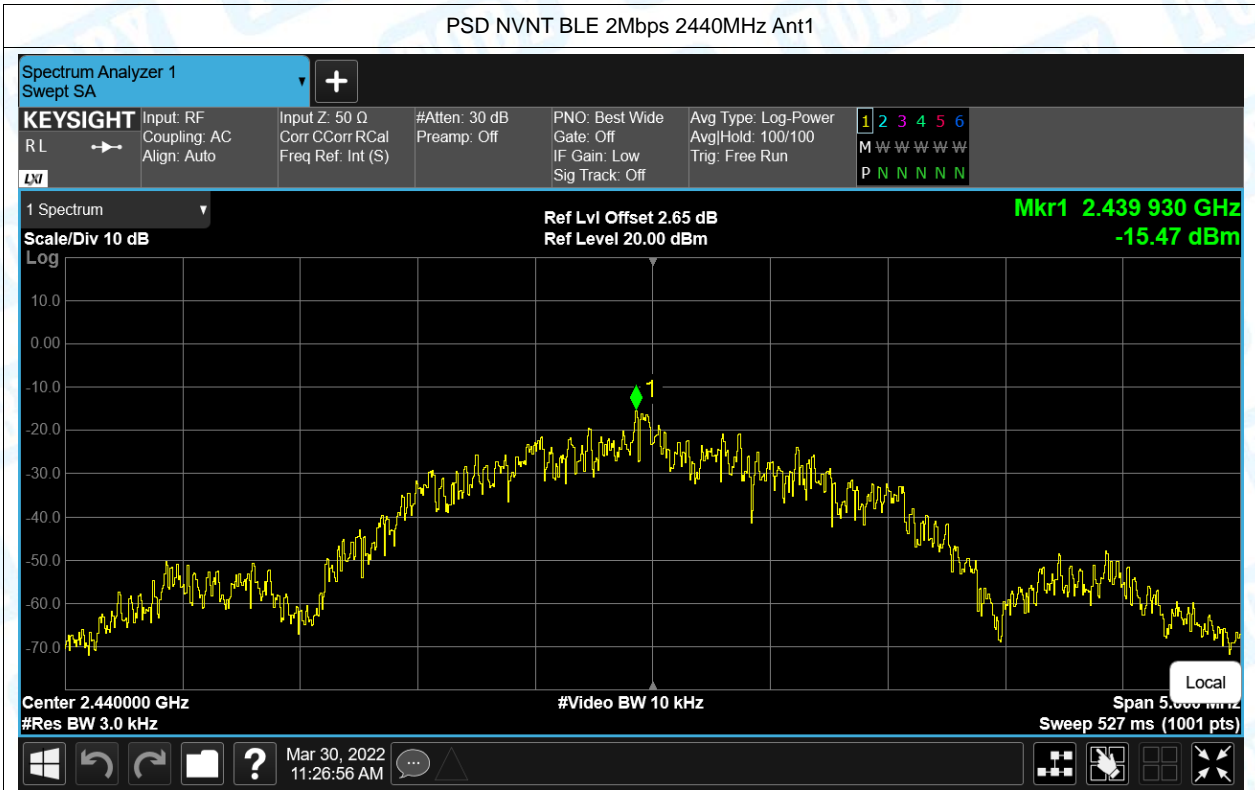 PSD NVNT BLE 2Mbps 2440MHz Ant1
Spectrum Analyzer 1
Swept SA
KEYSIGHT
R L
LXI
Input: RF
Coupling: AC
Align: Auto
Input Z: 50 Ω
Corr CCorr RCal
Freq Ref: Int (S)
#Atten: 30 dB
Preamp: Off
PNO: Best Wide
Gate: Off
IF Gain: Low
Sig Track: Off
Avg Type: Log-Power
Avg|Hold: 100/100
Trig: Free Run
1 2 3 4 5 6
M W W W W W
P N N N N N
1 Spectrum
Scale/Div 10 dB
Ref Lvl Offset 2.65 dB
Ref Level 20.00 dBm
Mkr1 2.439 930 GHz
-15.47 dBm
Log
10.0
0.00
-10.0
-20.0
-30.0
-40.0
-50.0
-60.0
-70.0
1
Local
Center 2.440000 GHz
#Video BW 10 kHz
Span 5.000 MHz
#Res BW 3.0 kHz
Sweep 527 ms (1001 pts)
?
Mar 30, 2022
11:26:56 AM